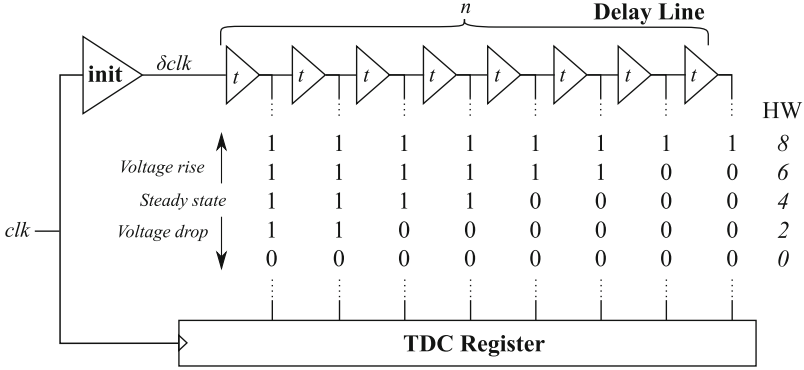 n
Delay Line
init
δclk
t t t t t t t t
HW
1 1 1 1 1 1 1 1 8
Voltage rise
1 1 1 1 1 1 0 0 6
Steady state 1 1 1 1 0 0 0 0 4
clk
Voltage drop 1 1 0 0 0 0 0 0 2
0 0 0 0 0 0 0 0 0
TDC Register